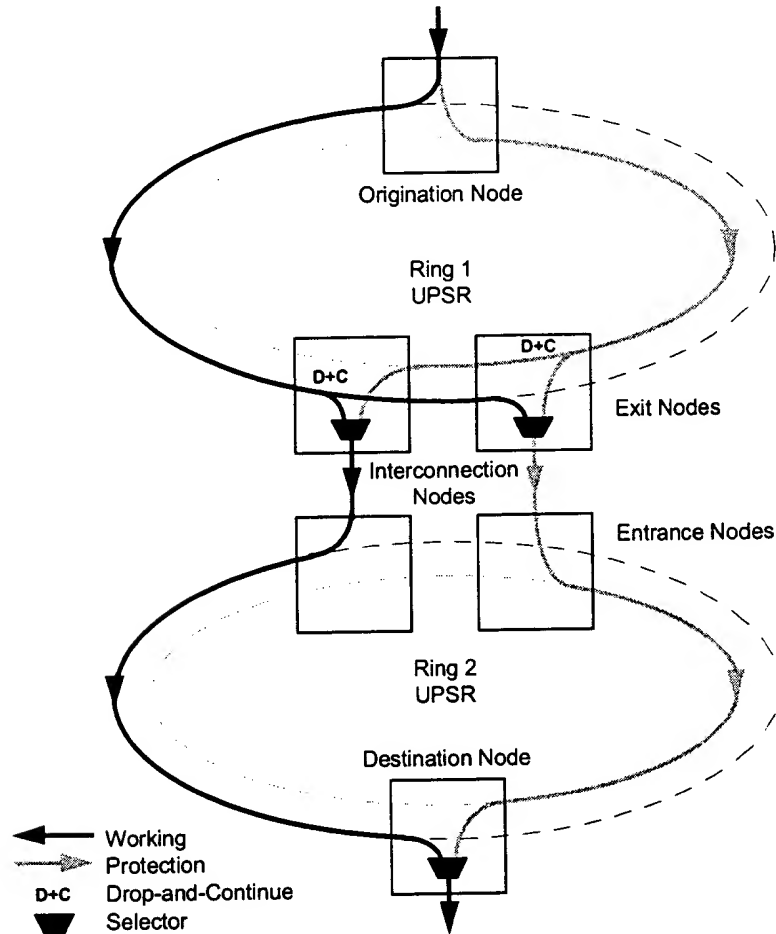 Origination Node
Ring 1
UPSR
D+C
D+C
Exit Nodes
Interconnection
Nodes
Entrance Nodes
Ring 2
UPSR
Destination Node
Working
Protection
D+C Drop-and-Continue
Selector